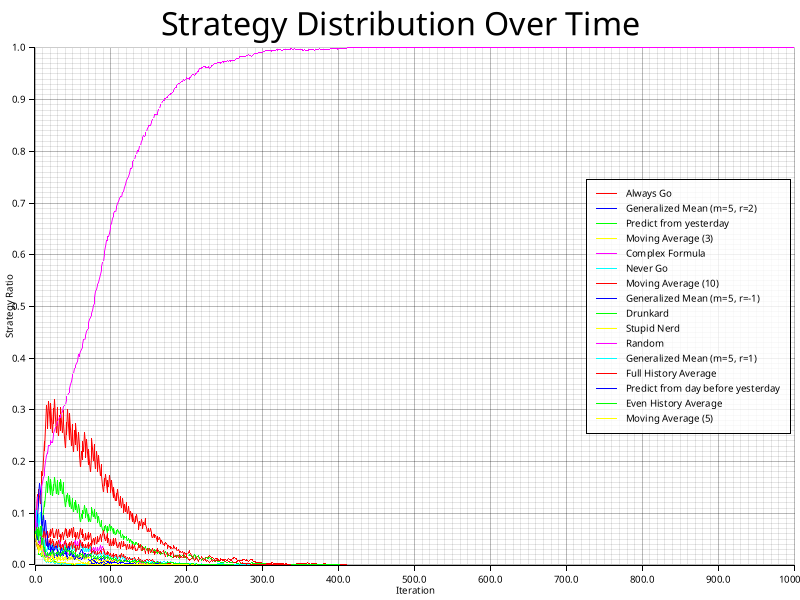 Strategy Distribution Over Time
1.0
0.9
0.8
0.7
0.6
0.5
0.4
0.3
0.2
0.1
0.0
Strategy Ratio
Always Go
Generalized Mean (m=5, r=2)
Predict from yesterday
Moving Average (3)
Complex Formula
Never Go
Moving Average (10)
Generalized Mean (m=5, r=-1)
Drunkard
Stupid Nerd
Random
Generalized Mean (m=5, r=1)
Full History Average
Predict from day before yesterday
Even History Average
Moving Average (5)
0.0 100.0 200.0 300.0 400.0 500.0 600.0 700.0 800.0 900.0 1000
Iteration